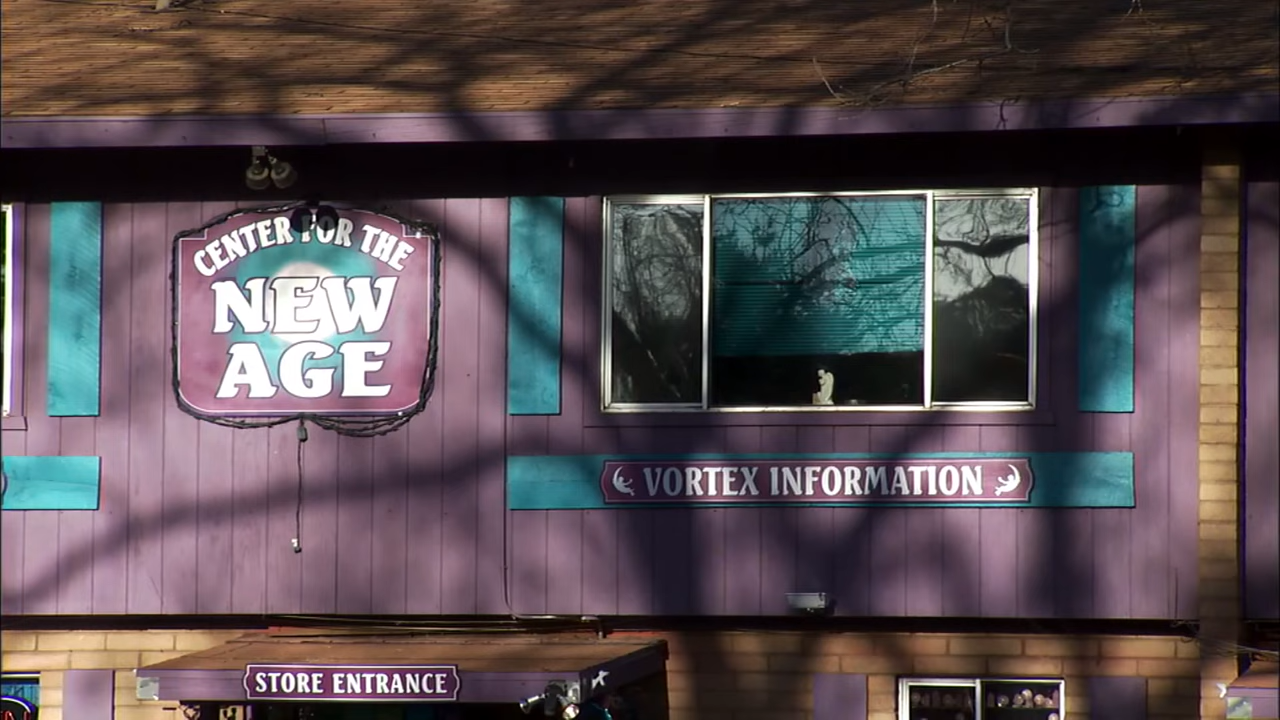 CENTER FOR THE
NEW
AGE
VORTEX INFORMATION
STORE ENTRANCE